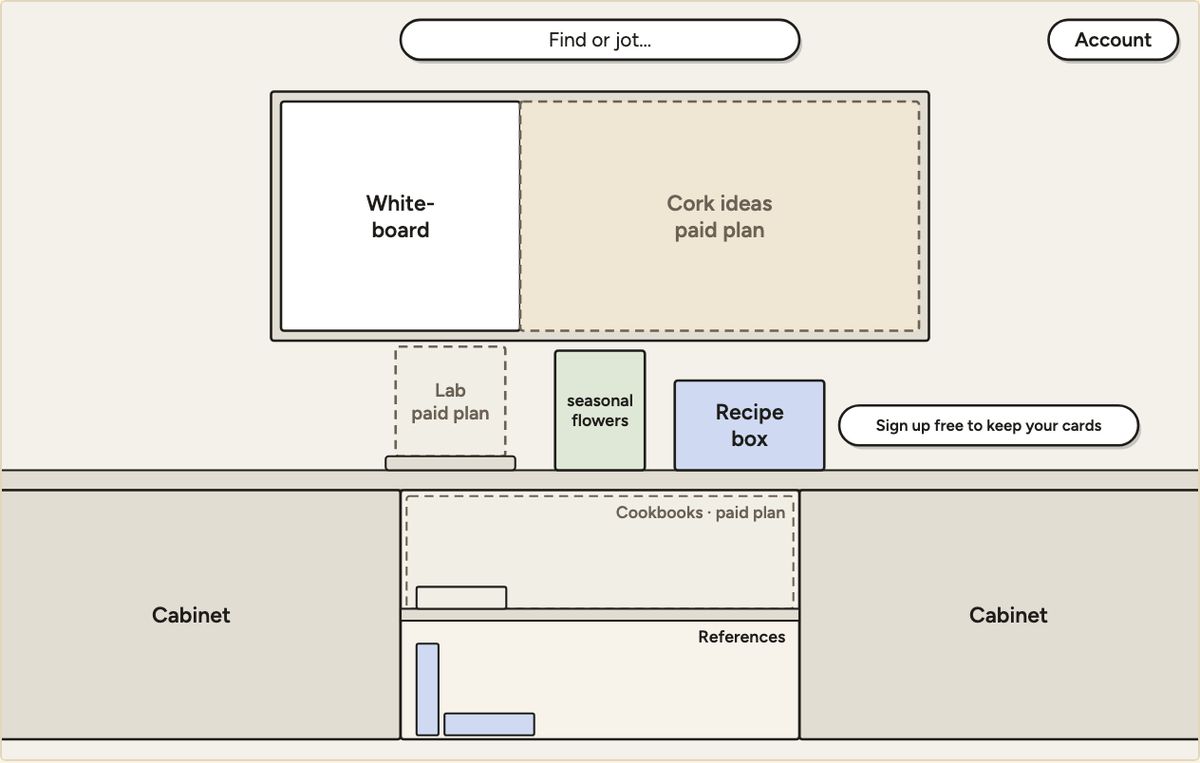 Find or jot...
Account
White-
board
Cork ideas
paid plan
Lab
paid plan
seasonal
flowers
Recipe
box
Sign up free to keep your cards
Cookbooks · paid plan
Cabinet
References
Cabinet